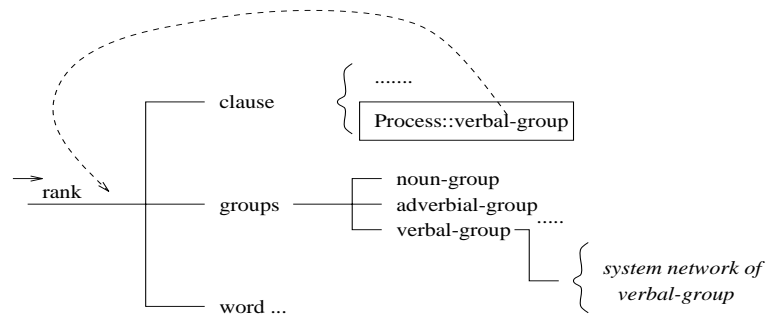 .......
clause
Process::verbal-group
noun-group
rank
groups
adverbial-group
verbal-group
.....
system network of
verbal-group
word ...